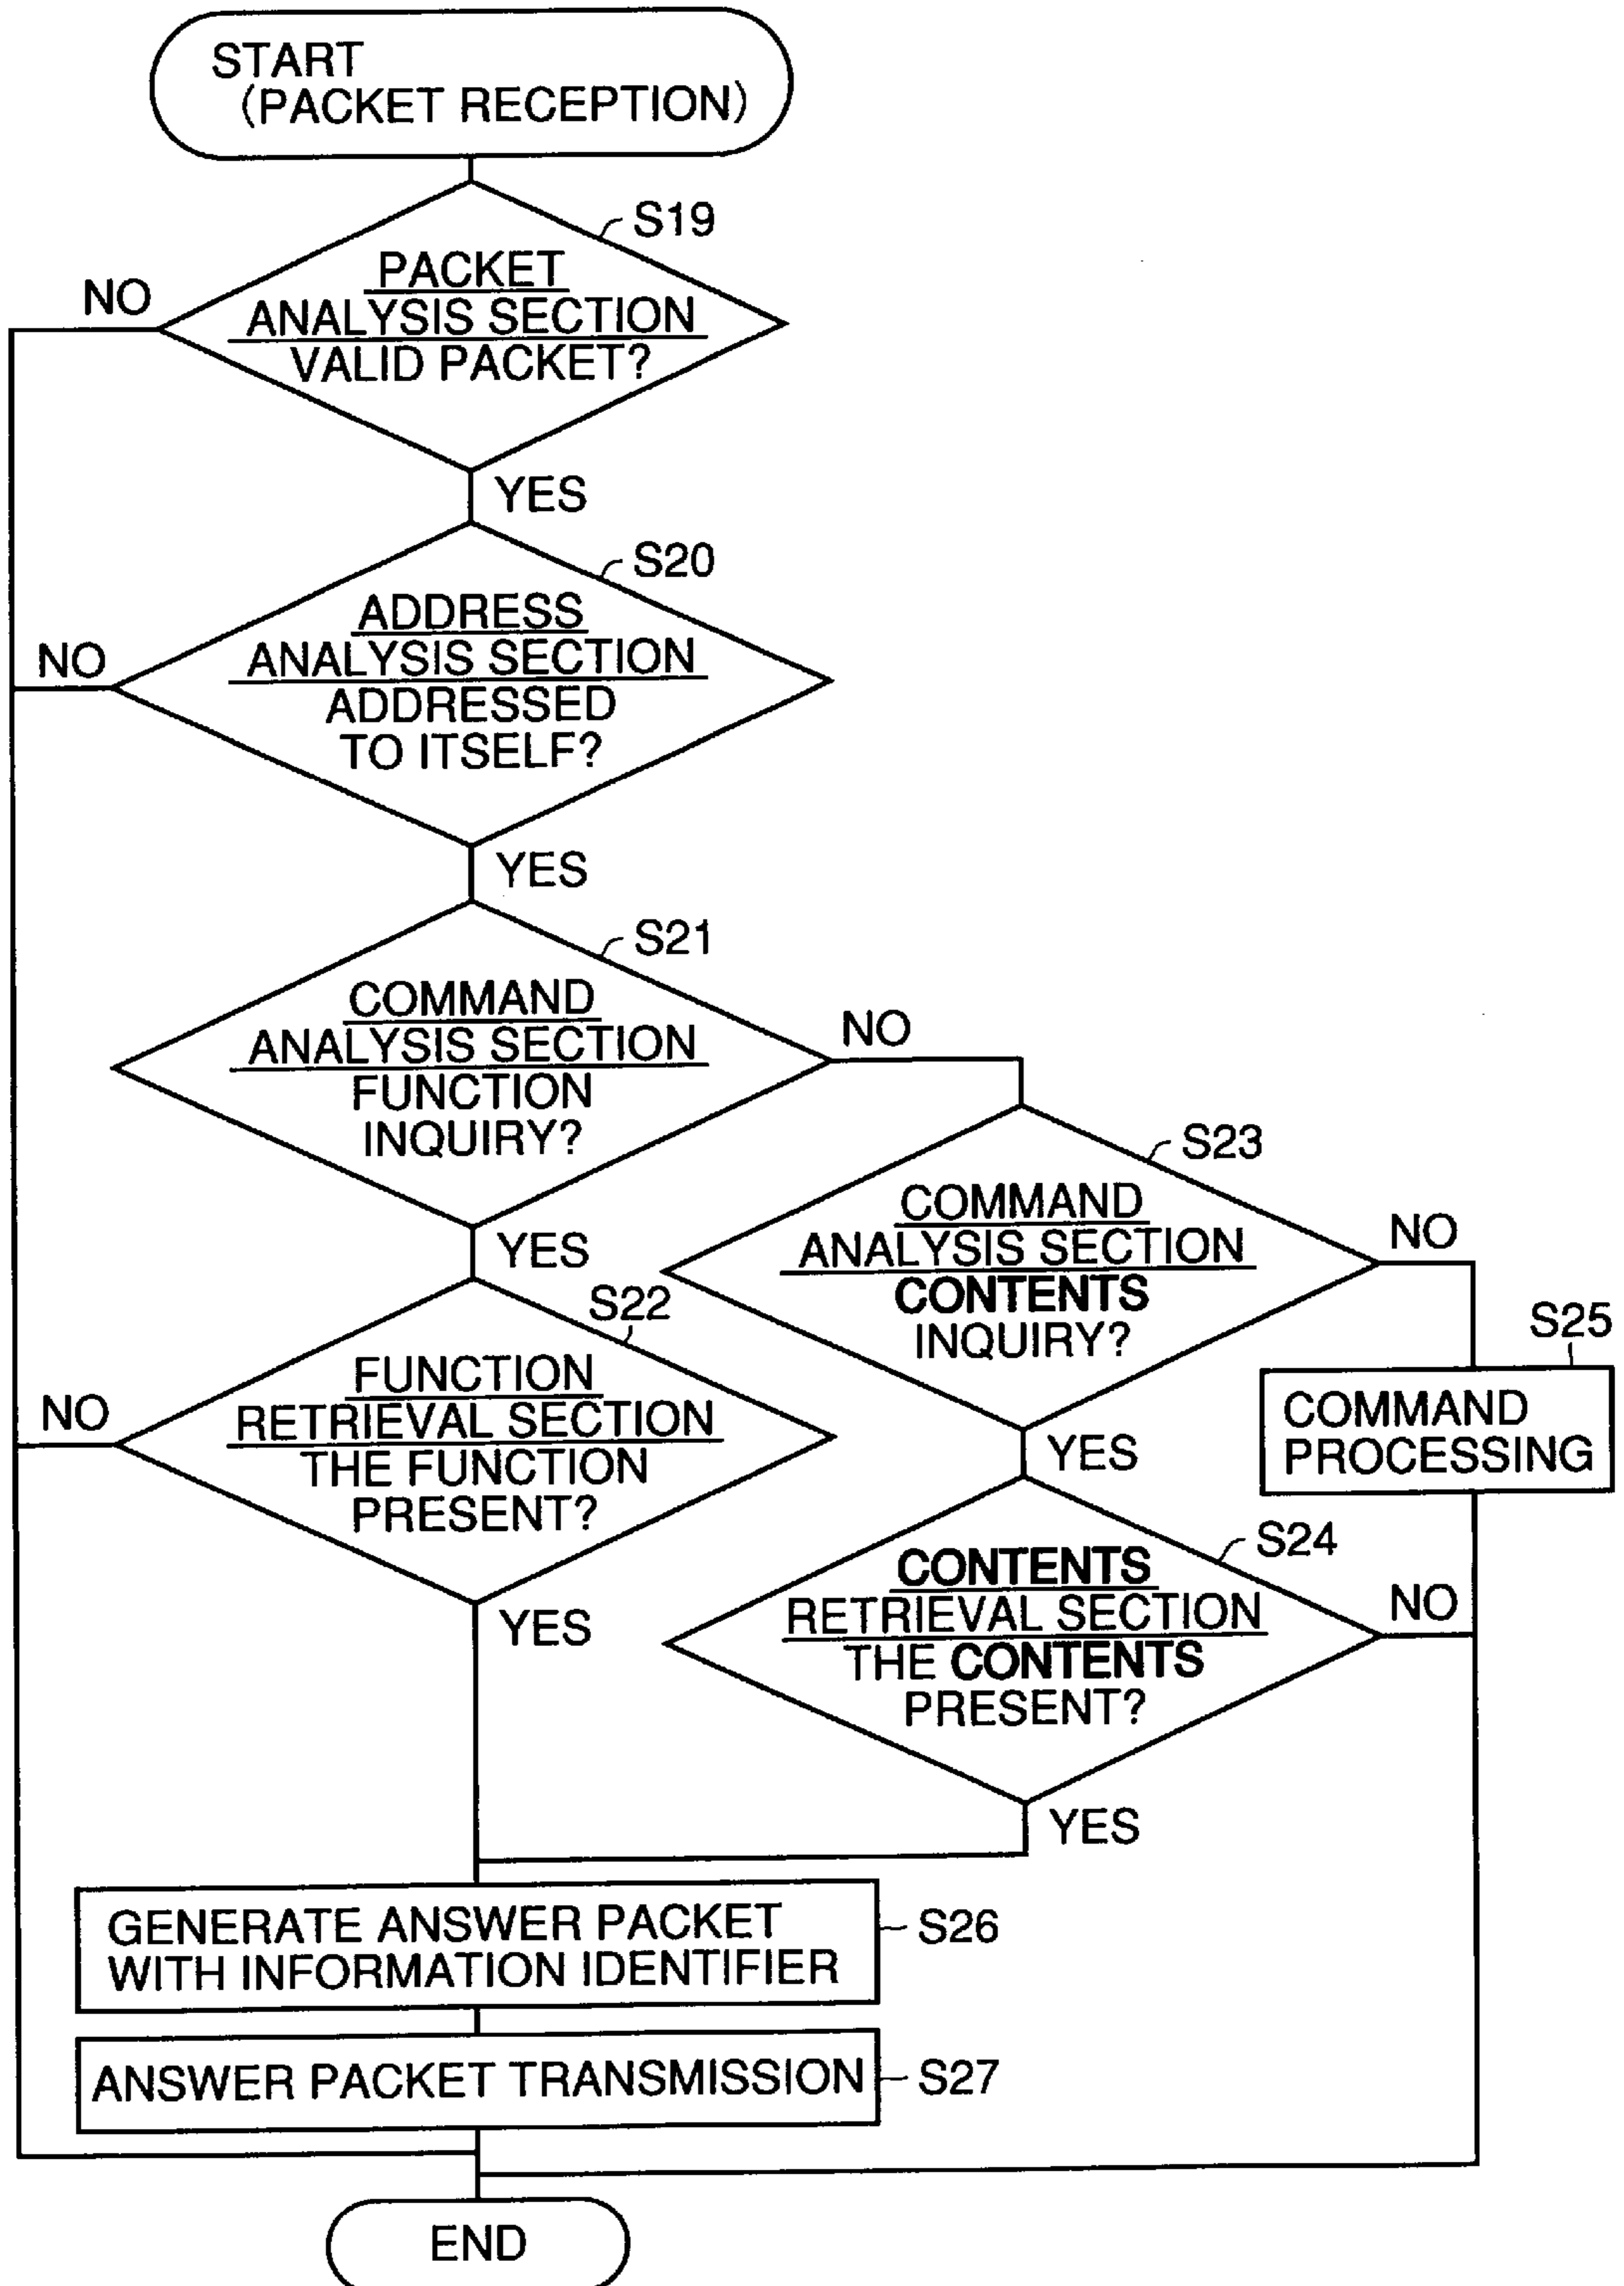 START
(PACKET RECEPTION)
S19
PACKET
ANALYSIS SECTION
VALID PACKET?
NO
YES
S20
ADDRESS
ANALYSIS SECTION
ADDRESSED
TO ITSELF?
NO
YES
S21
COMMAND
ANALYSIS SECTION
FUNCTION
INQUIRY?
NO
YES
S23
COMMAND
ANALYSIS SECTION
CONTENTS
INQUIRY?
NO
YES
S22
FUNCTION
RETRIEVAL SECTION
THE FUNCTION
PRESENT?
NO
YES
S25
COMMAND
PROCESSING
S24
CONTENTS
RETRIEVAL SECTION
THE CONTENTS
PRESENT?
NO
YES
GENERATE ANSWER PACKET
WITH INFORMATION IDENTIFIER
S26
ANSWER PACKET TRANSMISSION
S27
END